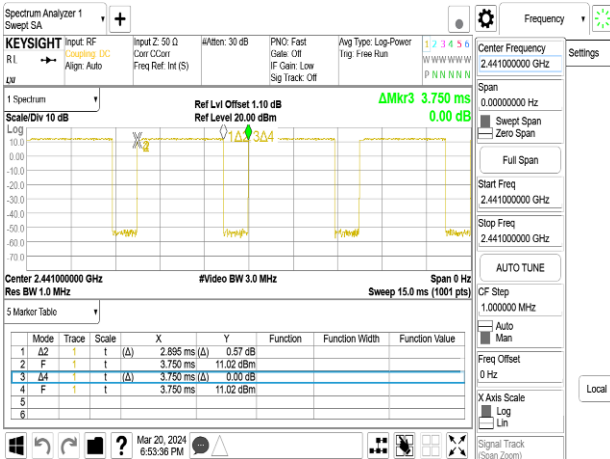 Spectrum Analyzer 1
Swept SA
Frequency
KEYSIGHT
RL
Input: RF
Coupling: DC
Align: Auto
Input Z: 50 Ω
Corr CCorr
Freq Ref: Int (S)
#Atten: 30 dB
PNO: Fast
Gate: Off
IF Gain: Low
Sig Track: Off
Avg Type: Log-Power
Trig: Free Run
1 2 3 4 5 6
W W W W W W
P N N N N N
1 Spectrum
Scale/Div 10 dB
Log
Ref Lvl Offset 1.10 dB
Ref Level 20.00 dBm
ΔMkr3 3.750 ms
0.00 dB
10.0
0.00
-10.0
-20.0
-30.0
-40.0
-50.0
-60.0
-70.0
3Δ4
Center 2.441000000 GHz
Res BW 1.0 MHz
#Video BW 3.0 MHz
Span 0 Hz
Sweep 15.0 ms (1001 pts)
5 Marker Table
Mode Trace Scale X Y Function Function Width Function Value
1 Δ2 1 t (Δ) 2.895 ms (Δ) 0.57 dB
2 F 1 t 3.750 ms 11.02 dBm
3 Δ4 1 t (Δ) 3.750 ms (Δ) 0.00 dB
4 F 1 t 3.750 ms 11.02 dBm
5
6
Mar 20, 2024
6:53:36 PM
Center Frequency
2.441000000 GHz
Settings
Span
0.00000000 Hz
Swept Span
Zero Span
Full Span
Start Freq
2.441000000 GHz
Stop Freq
2.441000000 GHz
AUTO TUNE
CF Step
1.000000 MHz
Auto
Man
Freq Offset
0 Hz
Local
X Axis Scale
Log
Lin
Signal Track
(Span Zoom)